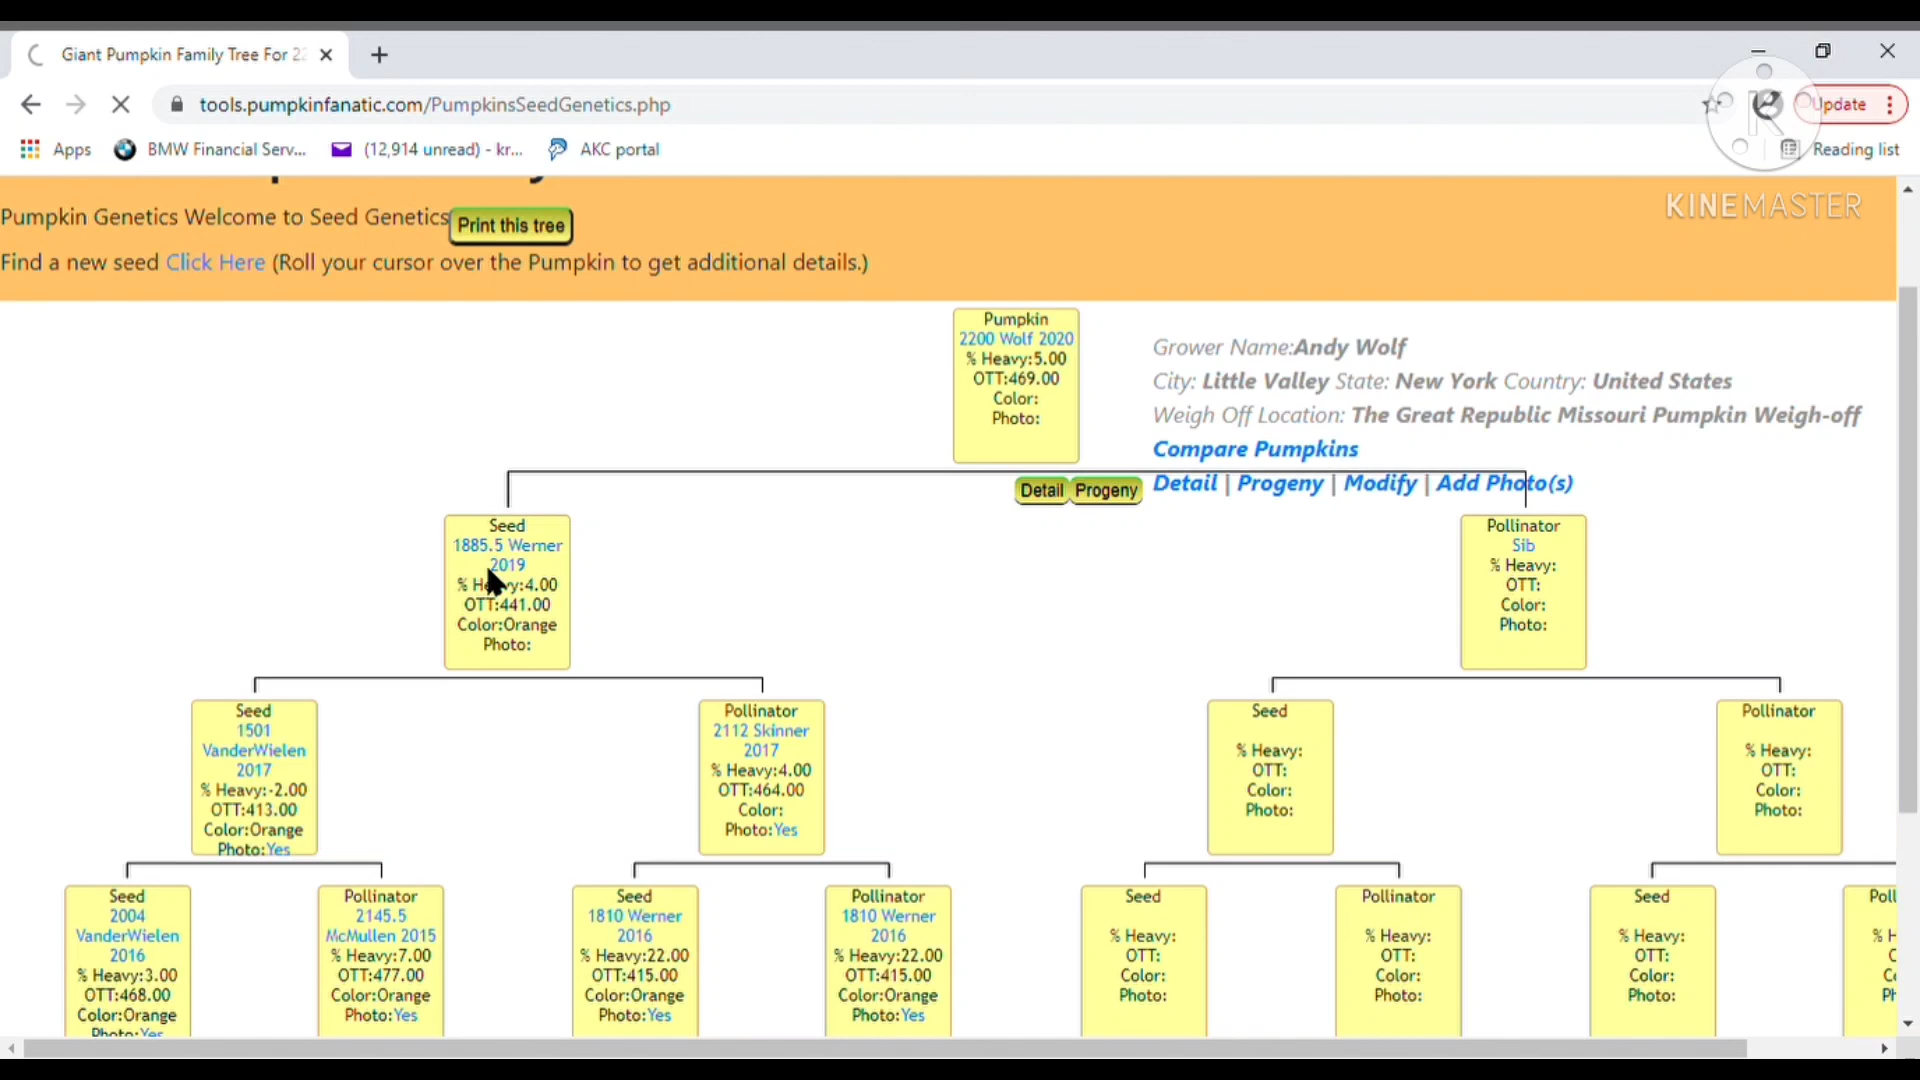 Giant Pumpkin Family Tree For 22
tools.pumpkinfanatic.com/PumpkinsSeedGenetics.php
Update
Apps
BMW Financial Serv...
(12,914 unread) - kr...
AKC portal
Reading list
KINEMASTER
Pumpkin Genetics Welcome to Seed Genetics
Print this tree
Find a new seed Click Here (Roll your cursor over the Pumpkin to get additional details.)
Pumpkin
2200 Wolf 2020
% Heavy:5.00
OTT:469.00
Color:
Photo:
Grower Name:Andy Wolf
City: Little Valley State: New York Country: United States
Weigh Off Location: The Great Republic Missouri Pumpkin Weigh-off
Compare Pumpkins
Detail | Progeny | Modify | Add Photo(s)
Detail
Progeny
Seed
1885.5 Werner
2019
% Heavy:4.00
OTT:441.00
Color:Orange
Photo:
Pollinator
Sib
% Heavy:
OTT:
Color:
Photo:
Seed
1501
VanderWielen
2017
% Heavy:-2.00
OTT:413.00
Color:Orange
Photo:Yes
Pollinator
2112 Skinner
2017
% Heavy:4.00
OTT:464.00
Color:
Photo:Yes
Seed
% Heavy:
OTT:
Color:
Photo:
Pollinator
% Heavy:
OTT:
Color:
Photo:
Seed
2004
VanderWielen
2016
% Heavy:3.00
OTT:468.00
Color:Orange
Photo:Yes
Pollinator
2145.5
McMullen 2015
% Heavy:7.00
OTT:477.00
Color:Orange
Photo:Yes
Seed
1810 Werner
2016
% Heavy:22.00
OTT:415.00
Color:Orange
Photo:Yes
Pollinator
1810 Werner
2016
% Heavy:22.00
OTT:415.00
Color:Orange
Photo:Yes
Seed
% Heavy:
OTT:
Color:
Photo:
Pollinator
% Heavy:
OTT:
Color:
Photo:
Seed
% Heavy:
OTT:
Color:
Photo:
Poll
% H